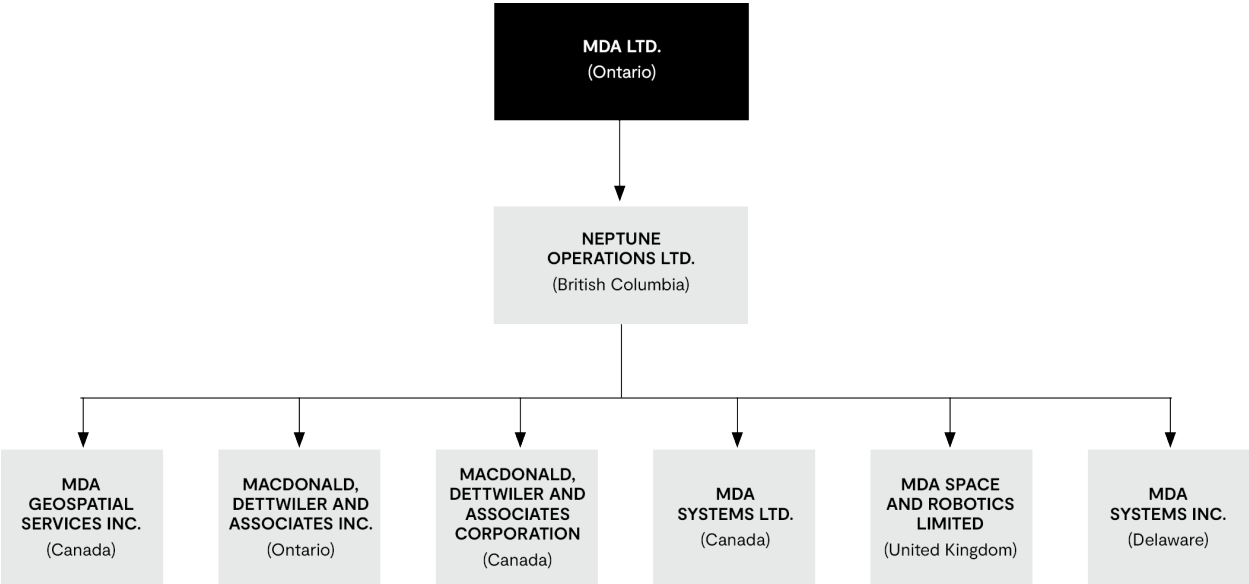 MDA LTD.
(Ontario)
NEPTUNE
OPERATIONS LTD.
(British Columbia)
MDA
GEOSPATIAL
SERVICES INC.
(Canada)
MACDONALD,
DETTWILER AND
ASSOCIATES INC.
(Ontario)
MACDONALD,
DETTWILER AND
ASSOCIATES
CORPORATION
(Canada)
MDA
SYSTEMS LTD.
(Canada)
MDA SPACE
AND ROBOTICS
LIMITED
(United Kingdom)
MDA
SYSTEMS INC.
(Delaware)